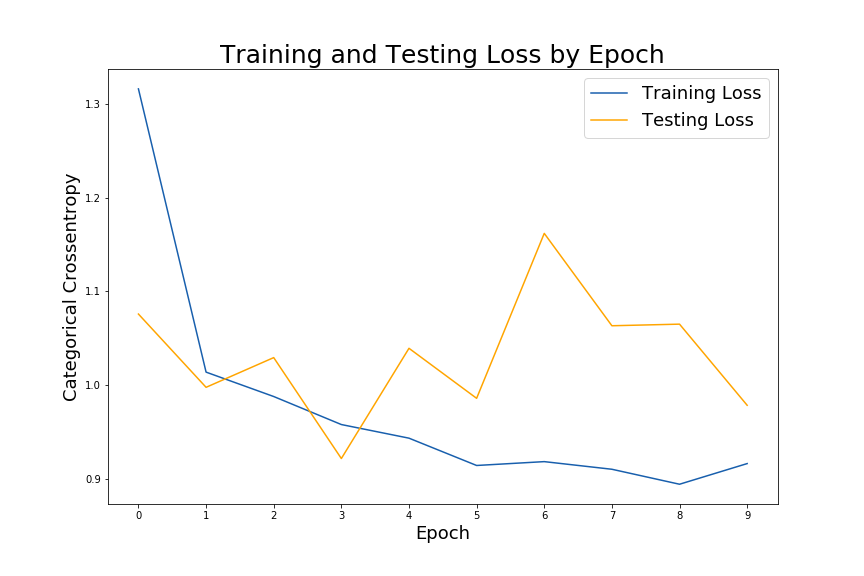 Training and Testing Loss by Epoch
Training Loss
Testing Loss
Categorical Crossentropy
1.3
1.2
1.1
1.0
0.9
0 1 2 3 4 5 6 7 8 9
Epoch